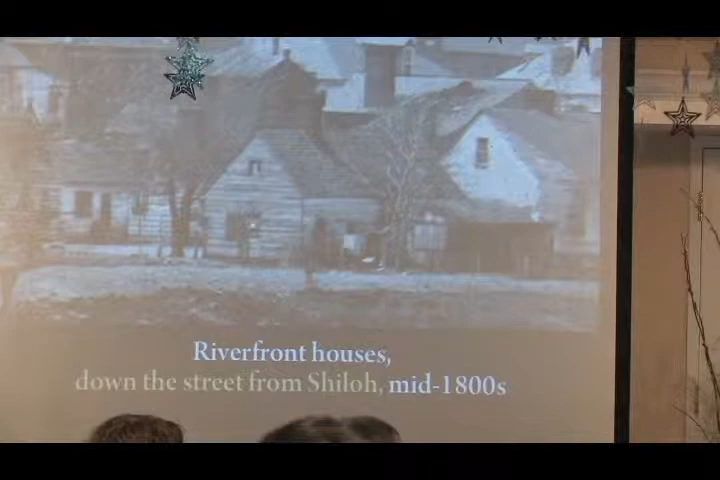 Riverfront houses,
down the street from Shiloh, mid-1800s